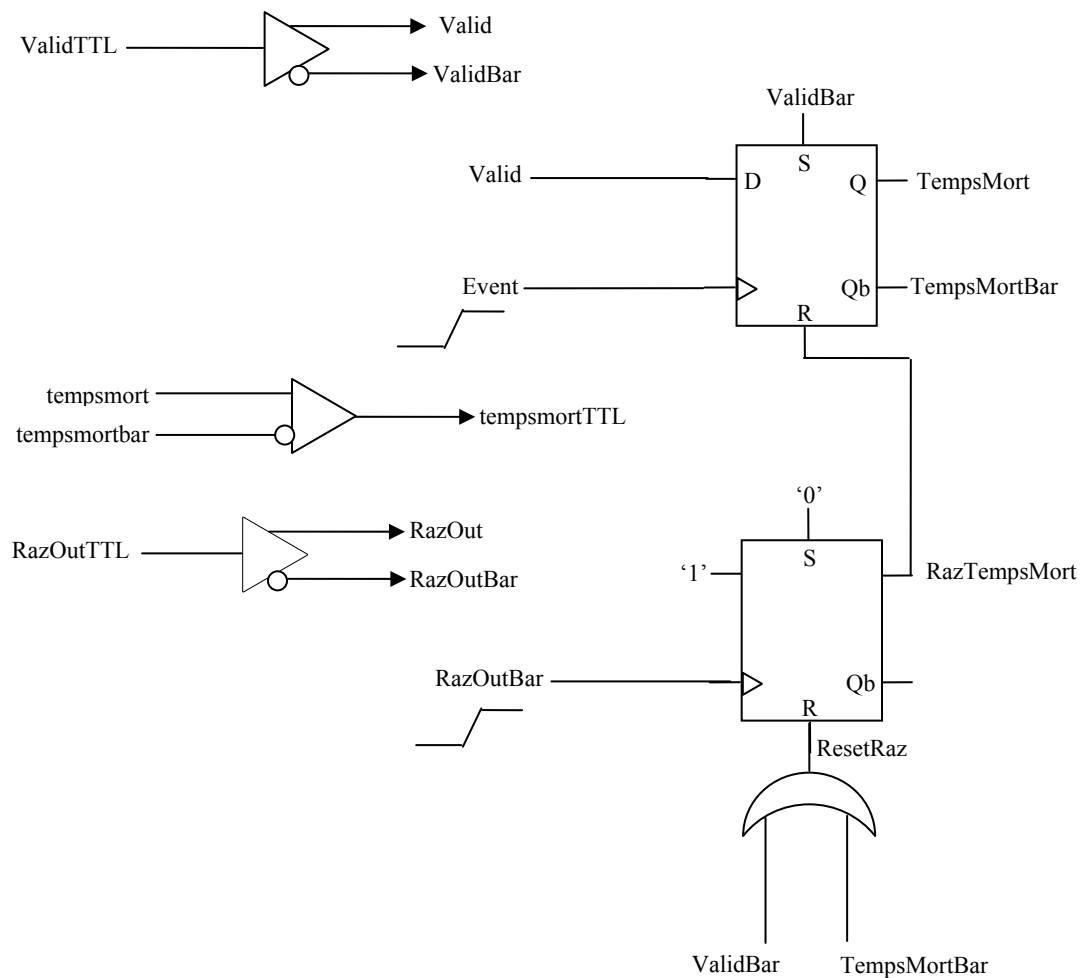 Valid
ValidTTL
ValidBar
ValidBar
S
Valid
D
Q
TempsMort
Event
Qb
TempsMortBar
R
tempsmort
tempsmortbar
tempsmortTTL
‘0’
RazOut
S
RazOutTTL
‘1’
RazTempsMort
RazOutBar
RazOutBar
Qb
R
ResetRaz
ValidBar
TempsMortBar